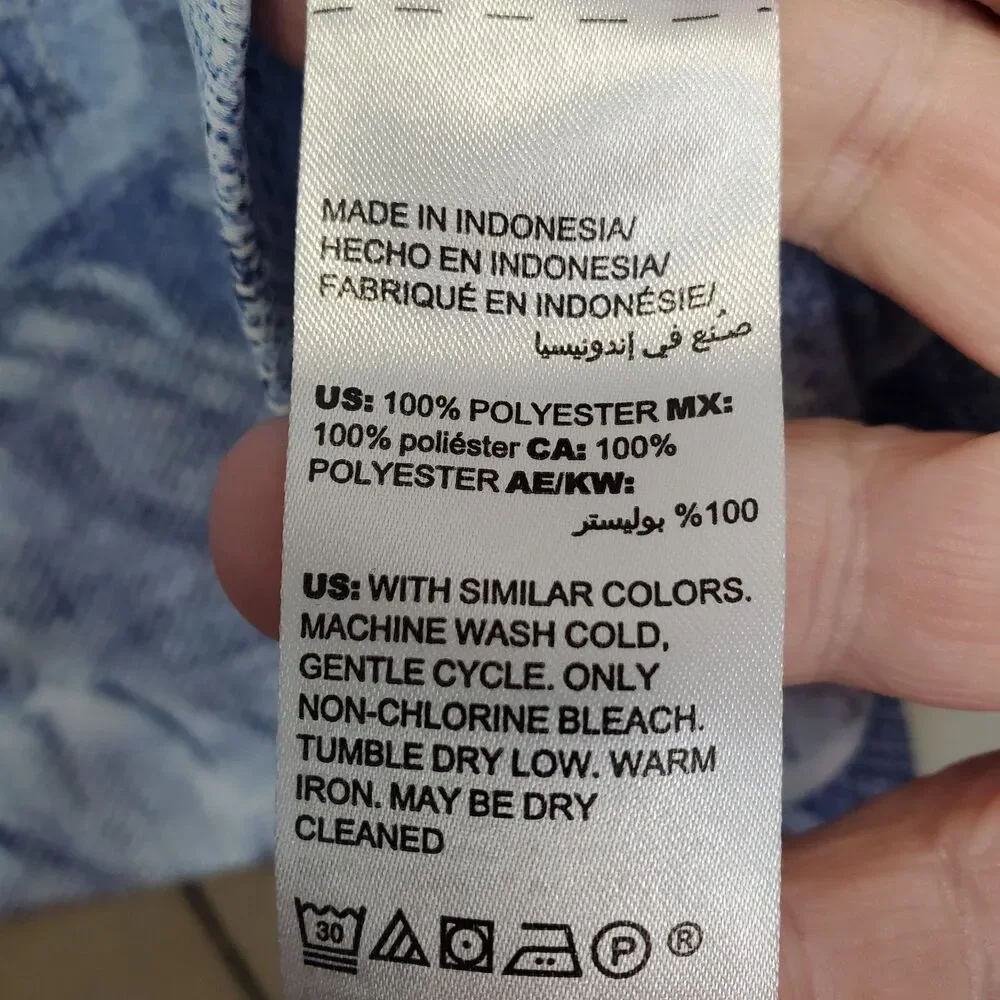 MADE IN INDONESIA/
HECHO EN INDONESIA/
FABRIQUÉ EN INDONÉSIE/
صنع في إندونيسيا
US: 100% POLYESTER MX:
100% poliéster CA: 100%
POLYESTER AE/KW:
100% بوليستر
US: WITH SIMILAR COLORS.
MACHINE WASH COLD,
GENTLE CYCLE. ONLY
NON-CHLORINE BLEACH.
TUMBLE DRY LOW. WARM
IRON. MAY BE DRY
CLEANED
30 P ®